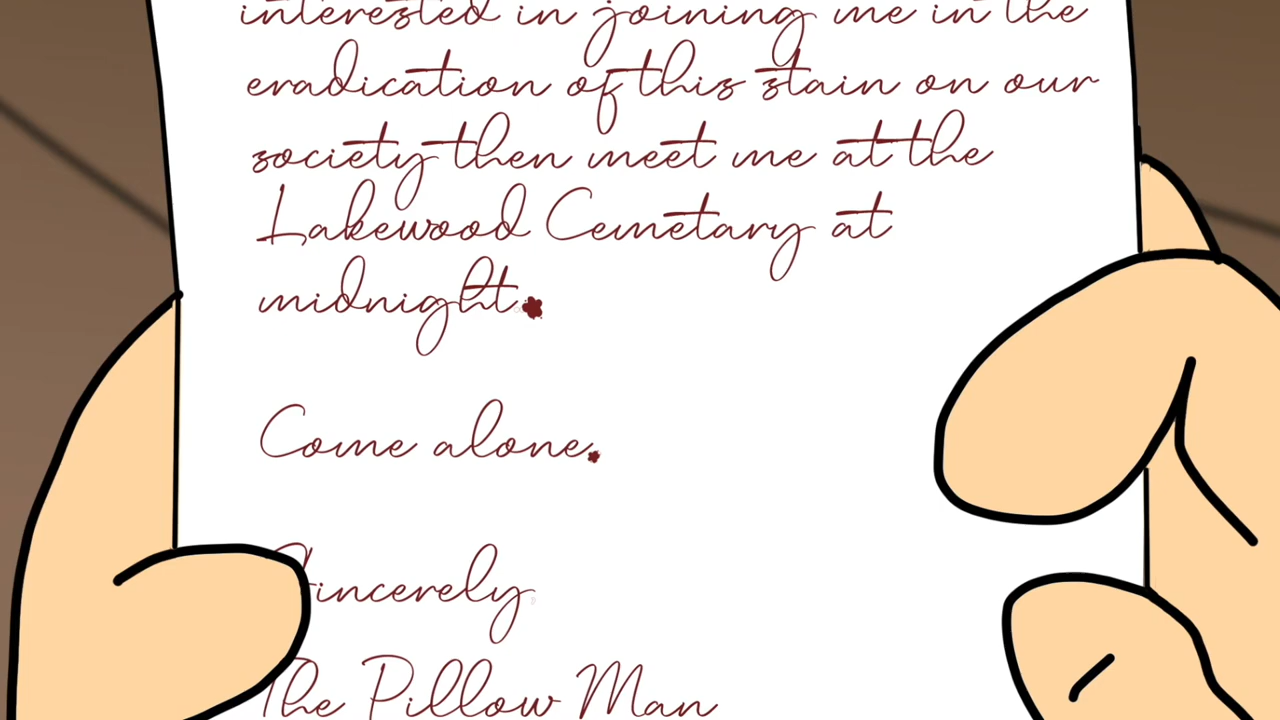 interested in joining me in the
eradication of this stain on our
society then meet me at the
Lakewood Cemetary at
midnight.
Come alone.
Sincerely
The Pillow Man